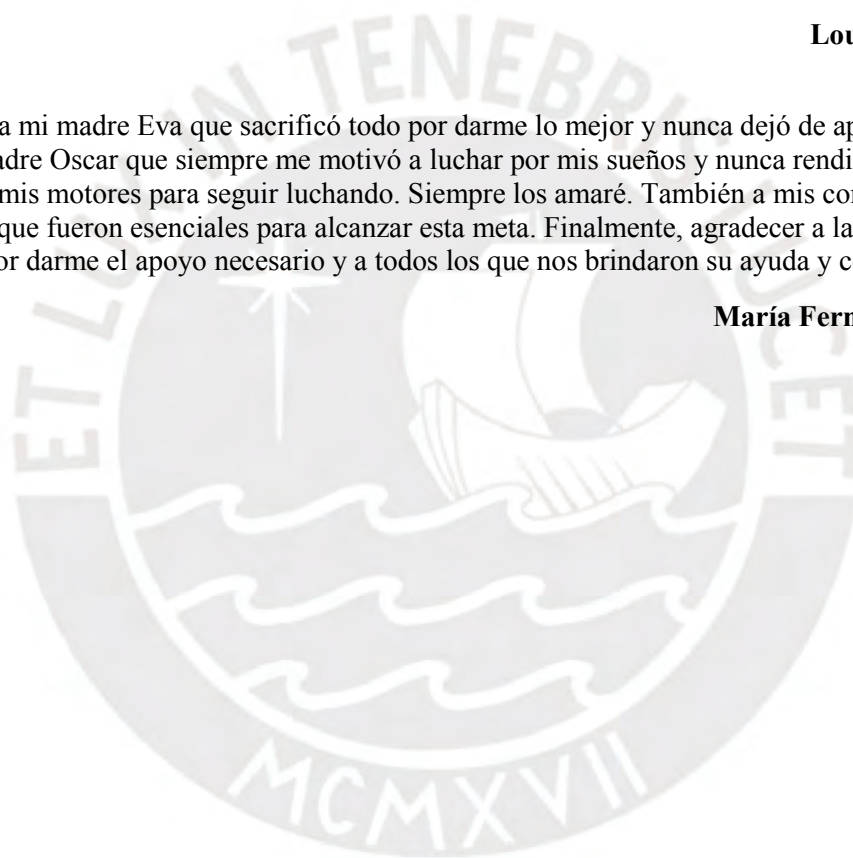 Lou
a mi madre Eva que sacrificó todo por darme lo mejor y nunca dejó de ap
adre Oscar que siempre me motivó a luchar por mis sueños y nunca rendi
mis motores para seguir luchando. Siempre los amaré. También a mis co
que fueron esenciales para alcanzar esta meta. Finalmente, agradecer a la
or darme el apoyo necesario y a todos los que nos brindaron su ayuda y c
María Fern
ET LUX IN TENEBRIS LUCET
MCMXVII